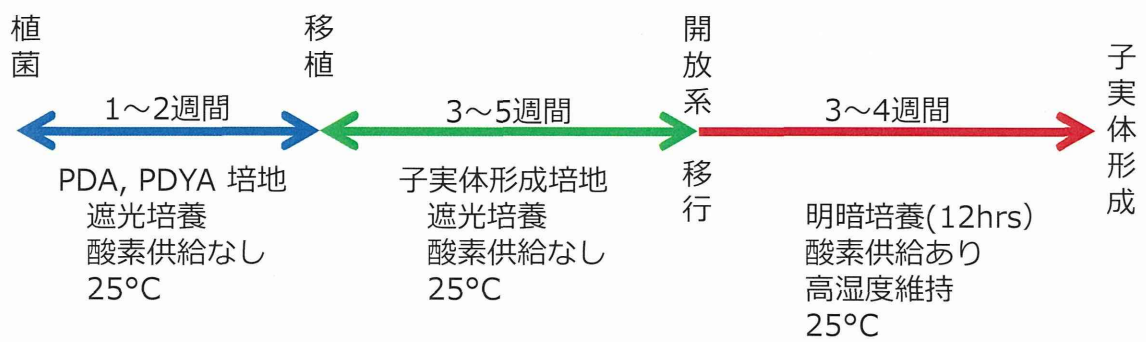 植菌
1～2週間
PDA, PDYA 培地
遮光培養
酸素供給なし
25°C
移植
3～5週間
子実体形成培地
遮光培養
酸素供給なし
25°C
開放系
移行
3～4週間
明暗培養(12hrs)
酸素供給あり
高湿度維持
25°C
子実体形成